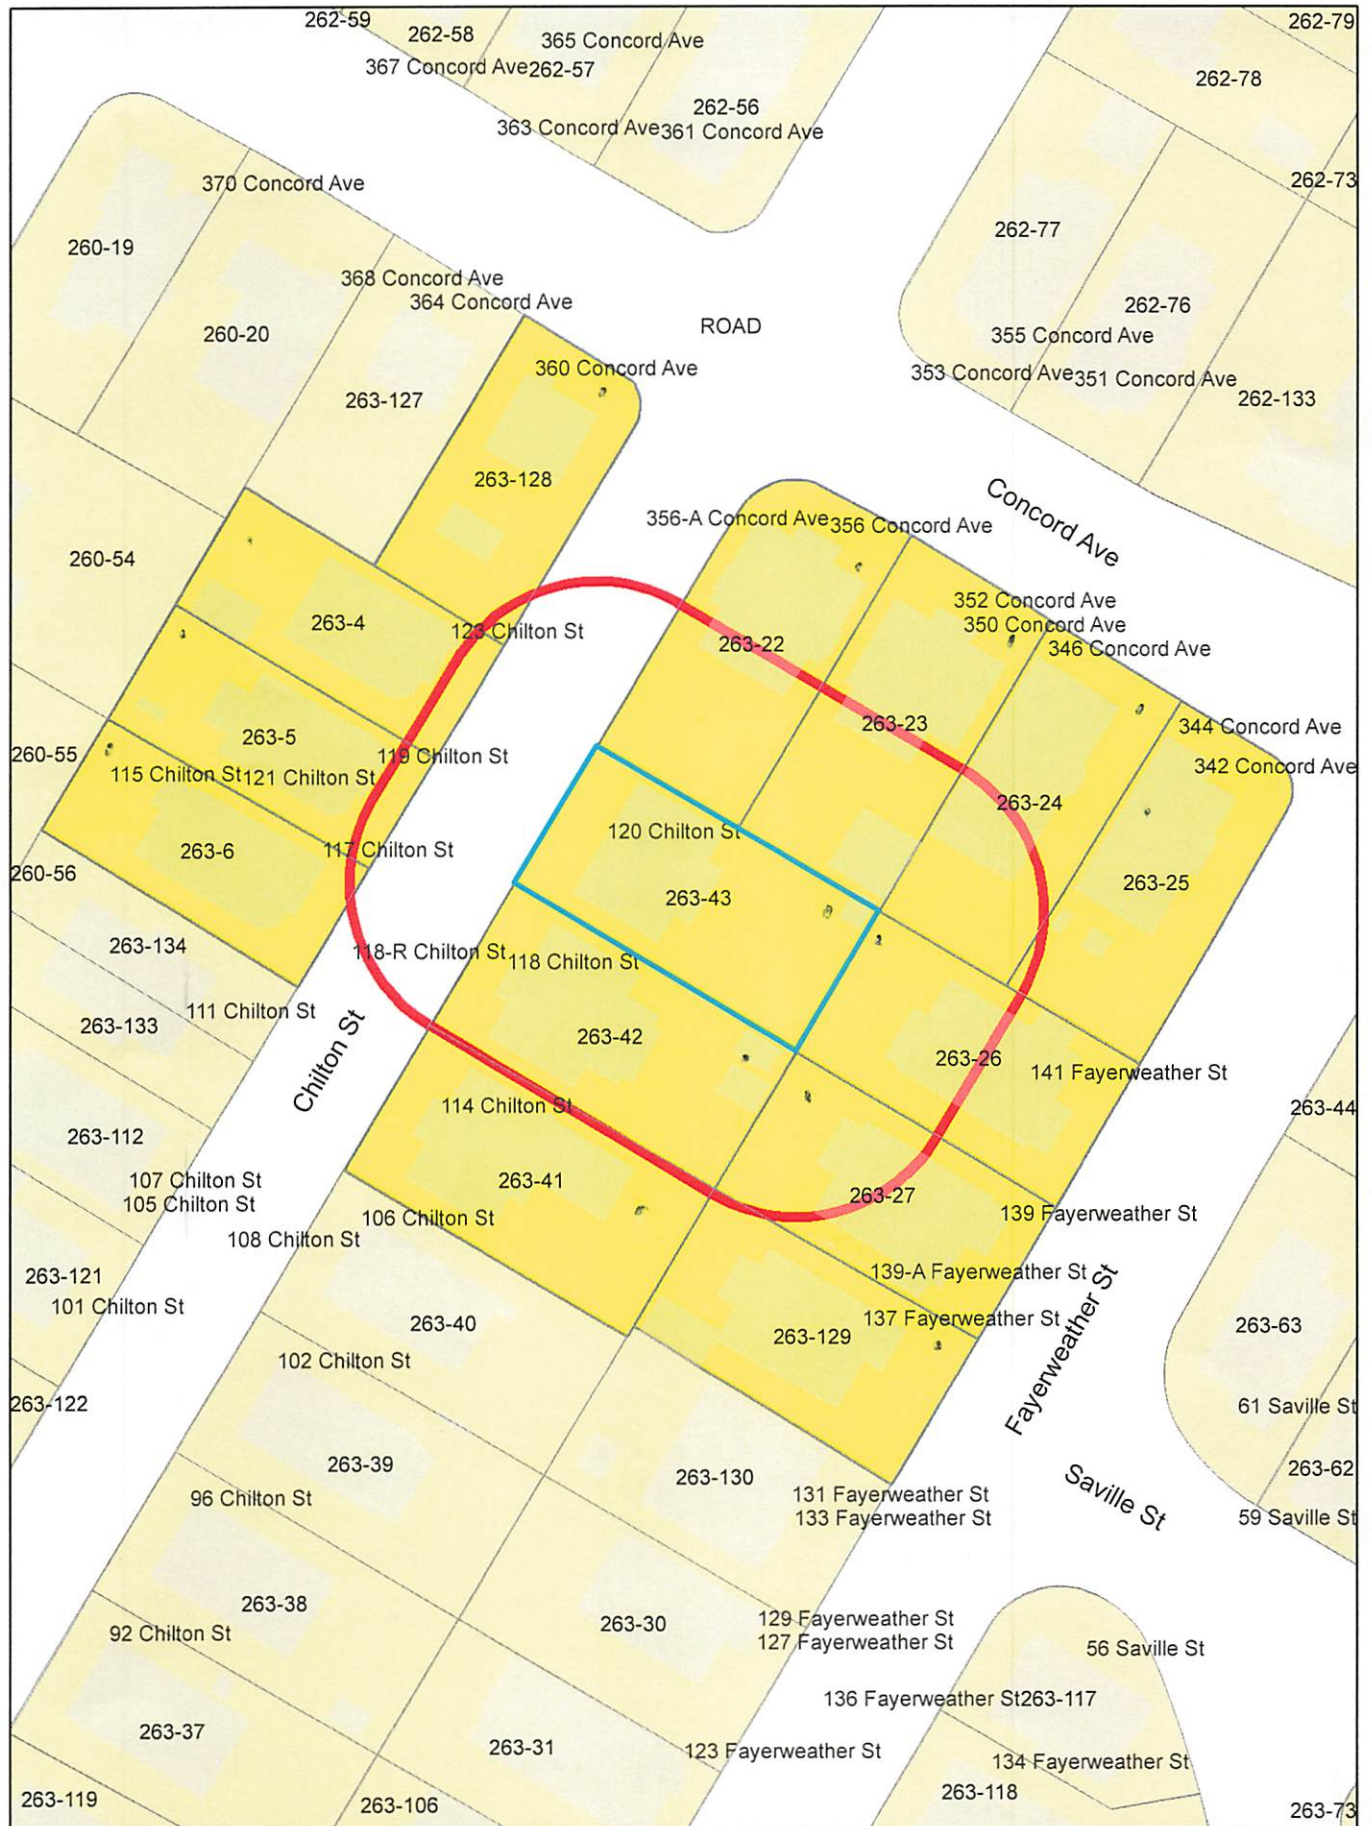 262-59
262-58
365 Concord Ave
262-79
367 Concord Ave
262-57
262-78
262-56
363 Concord Ave
361 Concord Ave
370 Concord Ave
262-73
260-19
262-77
368 Concord Ave
364 Concord Ave
262-76
260-20
ROAD
355 Concord Ave
360 Concord Ave
353 Concord Ave
351 Concord Ave
263-127
262-133
263-128
Concord Ave
356-A Concord Ave
356 Concord Ave
260-54
352 Concord Ave
263-4
123 Chilton St
350 Concord Ave
263-22
346 Concord Ave
263-23
344 Concord Ave
263-5
260-55
119 Chilton St
342 Concord Ave
115 Chilton St
121 Chilton St
263-24
120 Chilton St
263-6
117 Chilton St
260-56
263-43
263-25
263-134
118-R Chilton St
118 Chilton St
111 Chilton St
263-133
263-42
Chilton St
263-26
141 Fayerweather St
114 Chilton St
263-44
263-112
107 Chilton St
263-41
105 Chilton St
263-27
106 Chilton St
139 Fayerweather St
108 Chilton St
263-121
139-A Fayerweather St
101 Chilton St
137 Fayerweather St
263-40
263-129
263-63
Fayerweather St
102 Chilton St
263-122
61 Saville St
263-39
263-130
263-62
Saville St
96 Chilton St
131 Fayerweather St
133 Fayerweather St
59 Saville St
263-38
263-30
129 Fayerweather St
92 Chilton St
127 Fayerweather St
56 Saville St
136 Fayerweather St
263-117
263-37
263-31
123 Fayerweather St
134 Fayerweather St
263-118
263-119
263-106
263-73